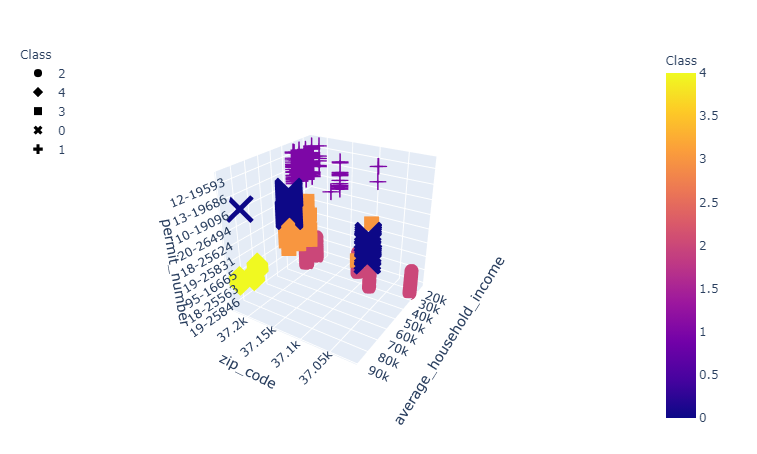 Class
2
4
3
0
1
Class
4
3.5
3
2.5
2
1.5
1
0.5
0
12-19593
13-19686
10-19096
20-26494
18-25624
19-25831
95-16665
718-25563
19-25846
permit_number
37.2k
37.15k
37.1k
37.05k
zip_code
20k
30k
40k
50k
60k
70k
80k
90k
average_household_income